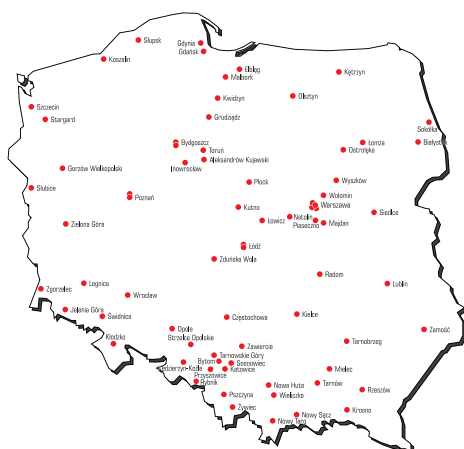 Słupsk
Gdynia
Gdańsk
Koszalin
Elbląg
Malbork
Kętrzyn
Kwidzyn
Olsztyn
Szczecin
Stargard
Grudziądz
Sokółka
Bydgoszcz
Toruń
Łomża
Białystok
Ostrołęka
Inowrocław
Aleksandrów Kujawski
Gorzów Wielkopolski
Płock
Wyszków
Słubice
Poznań
Wołomin
Kutno
Warszawa
Siedlce
Zielona Góra
Łowicz
Natolin
Piaseczno
Majdan
Łódź
Zduńska Wola
Radom
Legnica
Lublin
Zgorzelec
Wrocław
Jelenia Góra
Świdnica
Częstochowa
Kielce
Opole
Zamość
Strzelce Opolskie
Kłodzko
Zawiercie
Tarnobrzeg
Tarnowskie Góry
Kędzierzyn-Koźle
Bytom
Sosnowiec
Przyszowice
Katowice
Mielec
Rybnik
Nowa Huta
Tarnów
Rzeszów
Pszczyna
Wieliczka
Żywiec
Krosno
Nowy Sącz
Nowy Targ